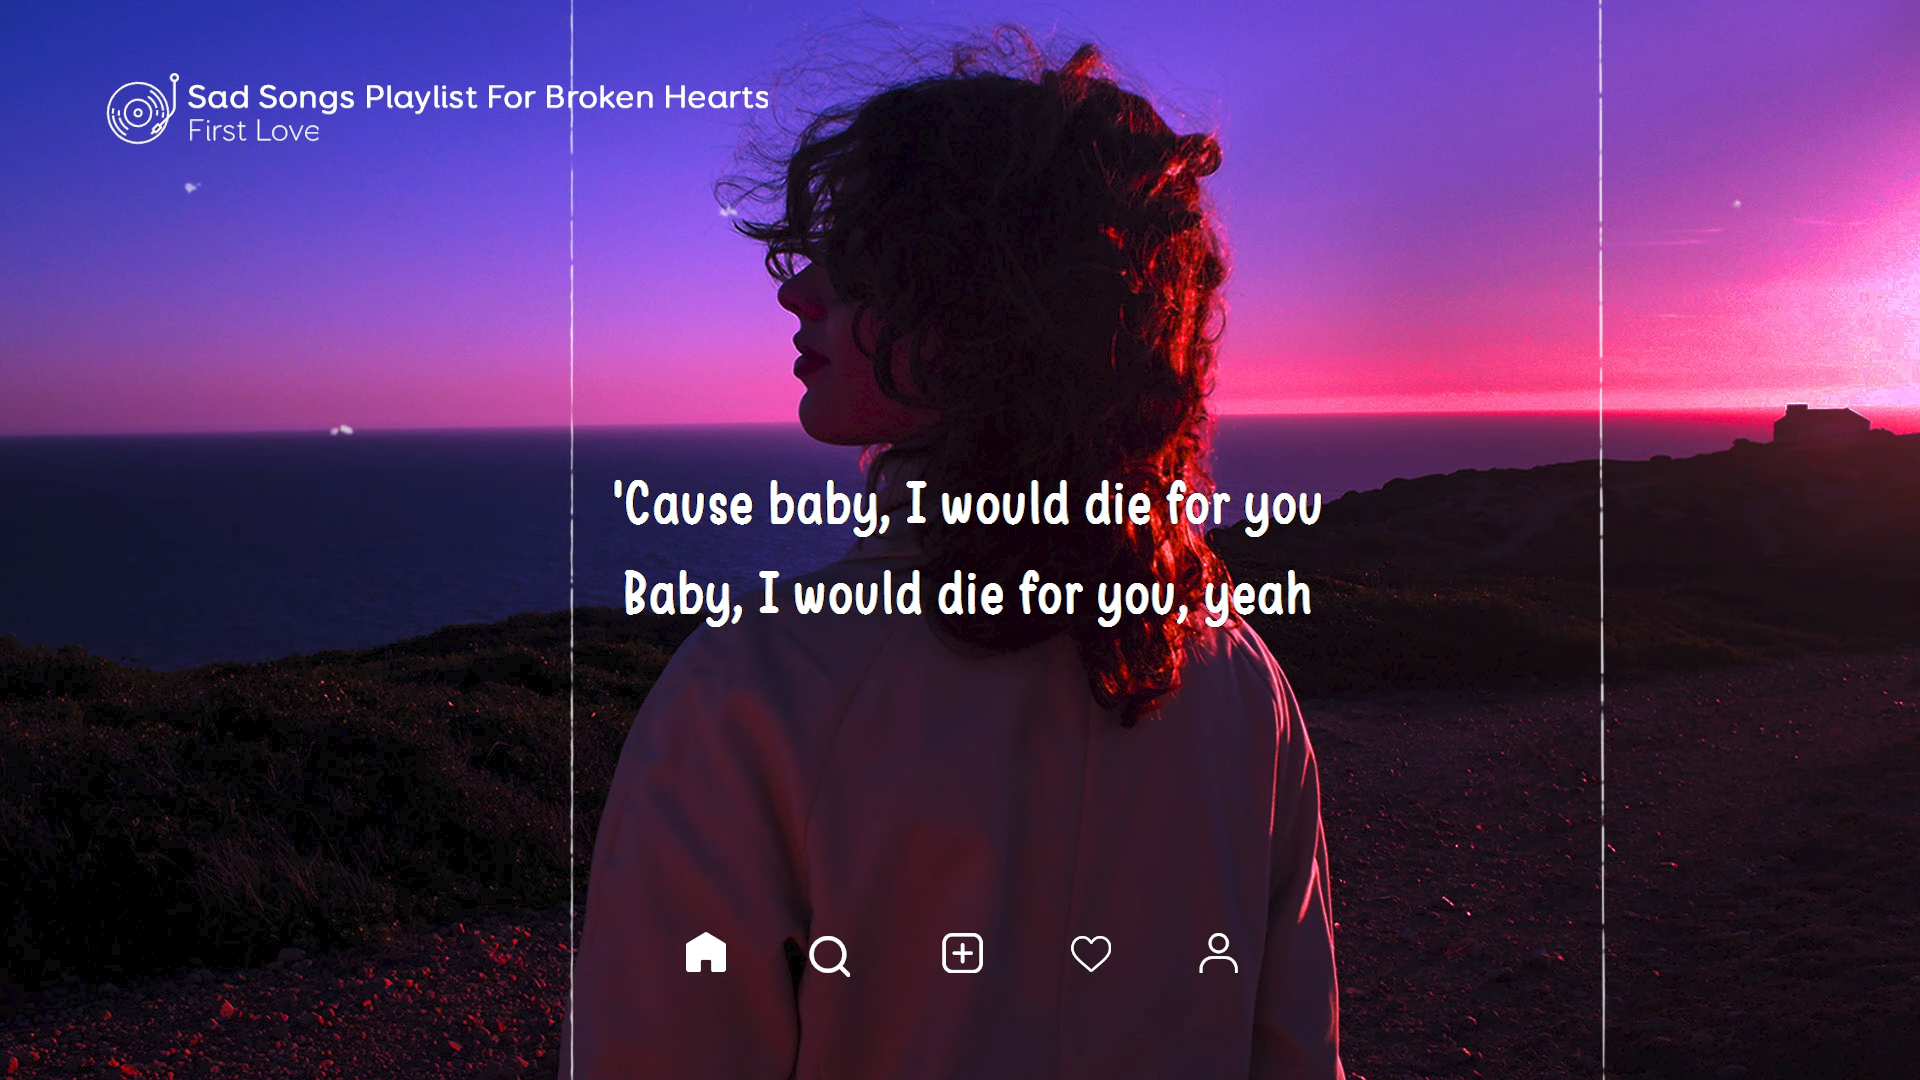 Sad Songs Playlist For Broken Hearts
First Love
'Cause baby, I would die for you
Baby, I would die for you, yeah